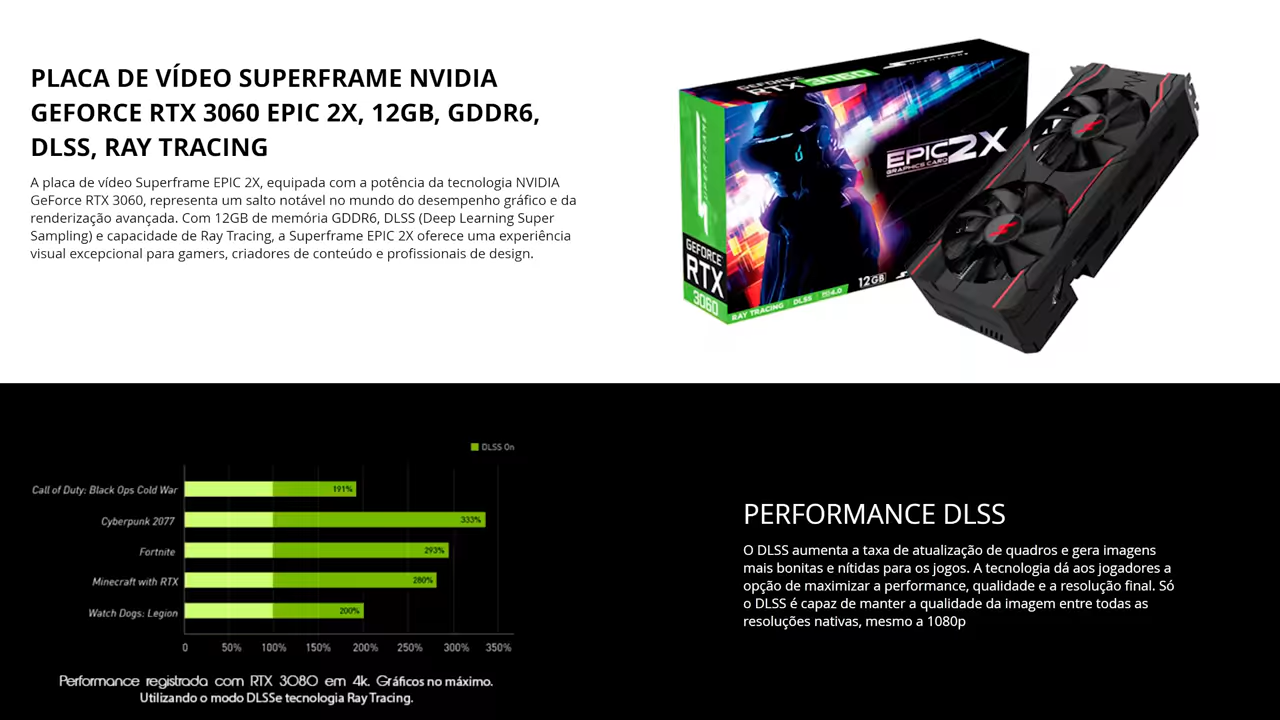 PLACA DE VÍDEO SUPERFRAME NVIDIA
GEFORCE RTX 3060 EPIC 2X, 12GB, GDDR6,
DLSS, RAY TRACING
A placa de vídeo Superframe EPIC 2X, equipada com a potência da tecnologia NVIDIA
GeForce RTX 3060, representa um salto notável no mundo do desempenho gráfico e da
renderização avançada. Com 12GB de memória GDDR6, DLSS (Deep Learning Super
Sampling) e capacidade de Ray Tracing, a Superframe EPIC 2X oferece uma experiência
visual excepcional para gamers, criadores de conteúdo e profissionais de design.
GEFORCE
RTX 3060
SUPERFRAME
SUPERFRAME
EPIC 2X
GRAPHICS CARD
GEFORCE
RTX
3060
12GB
RAY TRACING DLSS 4.0
DLSS On
Call of Duty: Black Ops Cold War 191%
Cyberpunk 2077 333%
Fortnite 293%
Minecraft with RTX 280%
Watch Dogs: Legion 200%
0 50% 100% 150% 200% 250% 300% 350%
Performance registrada com RTX 3080 em 4k. Gráficos no máximo.
Utilizando o modo DLSSe tecnologia Ray Tracing.
PERFORMANCE DLSS
O DLSS aumenta a taxa de atualização de quadros e gera imagens
mais bonitas e nítidas para os jogos. A tecnologia dá aos jogadores a
opção de maximizar a performance, qualidade e a resolução final. Só
o DLSS é capaz de manter a qualidade da imagem entre todas as
resoluções nativas, mesmo a 1080p